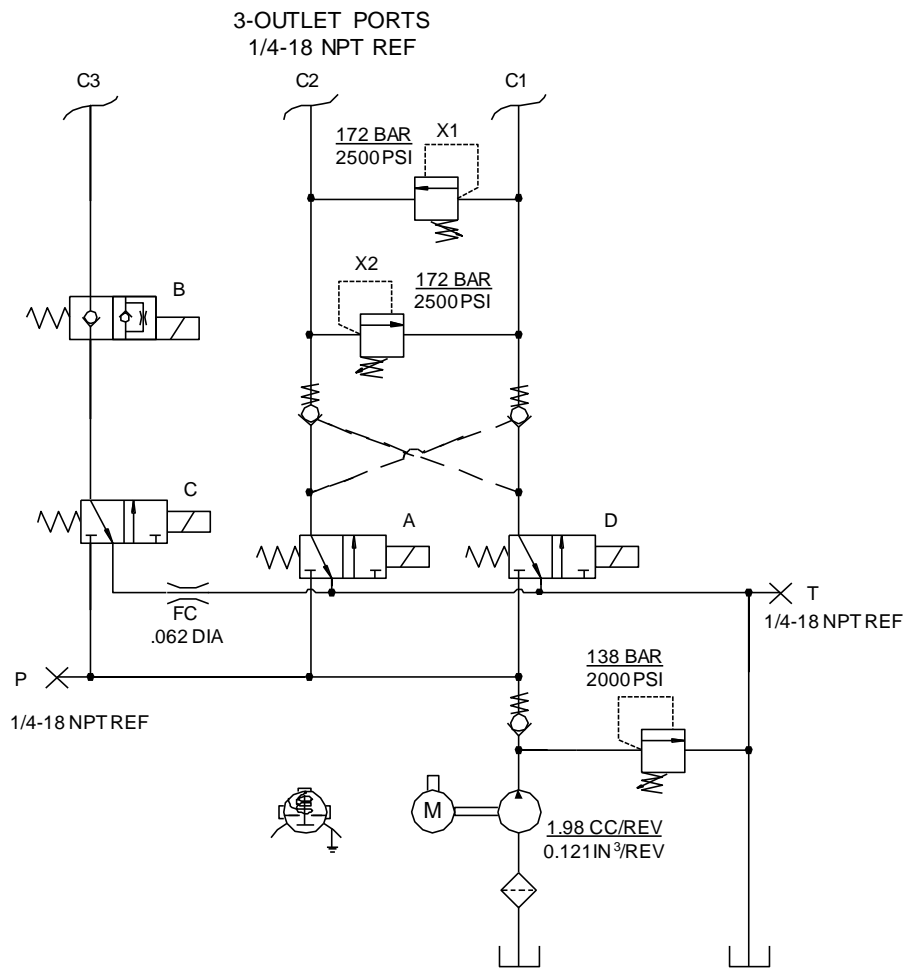 3-OUTLET PORTS
1/4-18 NPT REF
C3
C2
C1
172 BAR
2500 PSI
X1
X2
172 BAR
2500 PSI
B
C
A
D
FC
.062 DIA
T
1/4-18 NPT REF
P
1/4-18 NPT REF
138 BAR
2000 PSI
M
1.98 CC/REV
0.121 IN³/REV